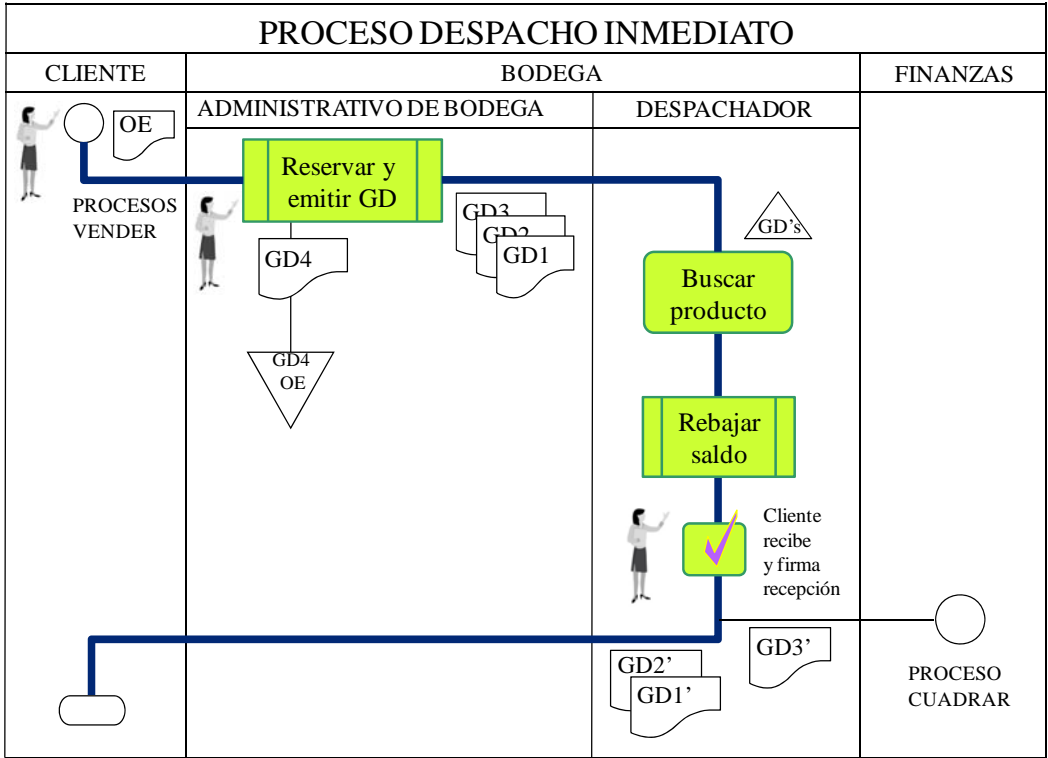 PROCESO DESPACHO INMEDIATO
CLIENTE
BODEGA
FINANZAS
ADMINISTRATIVO DE BODEGA
DESPACHADOR
OE
PROCESOS
VENDER
Reservar y
emitir GD
GD4
GD3
GD2
GD1
GD4
OE
GD's
Buscar
producto
Rebajar
saldo
Cliente
recibe
y firma
recepción
GD2’
GD1’
GD3’
PROCESO
CUADRAR